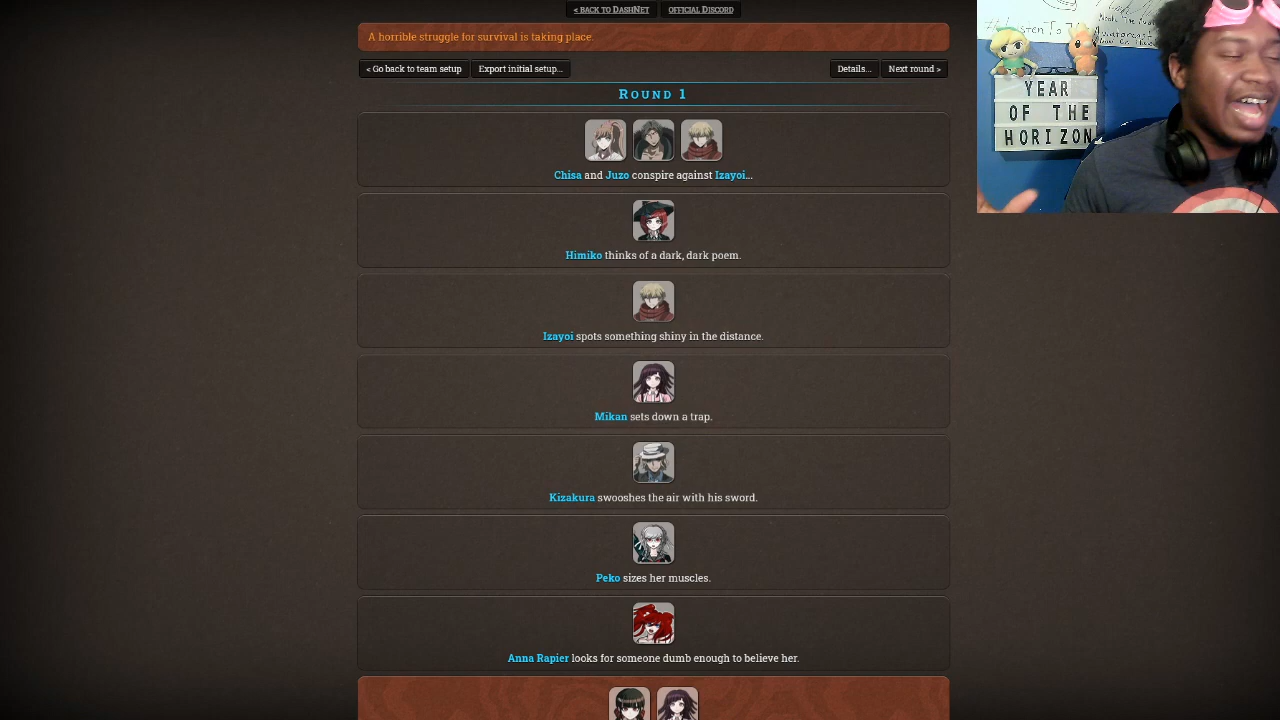 < BACK TO DASHNET
OFFICIAL DISCORD
A horrible struggle for survival is taking place.
< Go back to team setup
Export initial setup...
Details...
Next round >
ROUND 1
Chisa and Juzo conspire against Izayoi...
Himiko thinks of a dark, dark poem.
Izayoi spots something shiny in the distance.
Mikan sets down a trap.
Kizakura swooshes the air with his sword.
Peko sizes her muscles.
Anna Rapier looks for someone dumb enough to believe her.
YEAR
OF THE
HORIZON